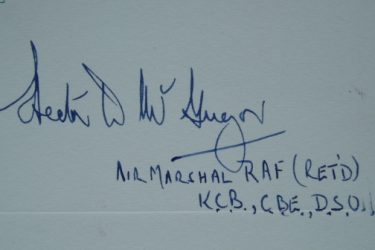 Hector D McGregor
AIR MARSHAL RAF (RET'D)
K.C.B., C.B.E., D.S.O.,